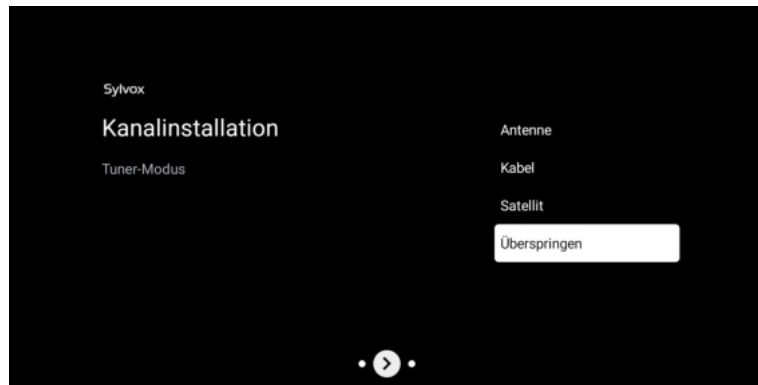 Sylvox
Kanalinstallation
Tuner-Modus
Antenne
Kabel
Satellit
Überspringen